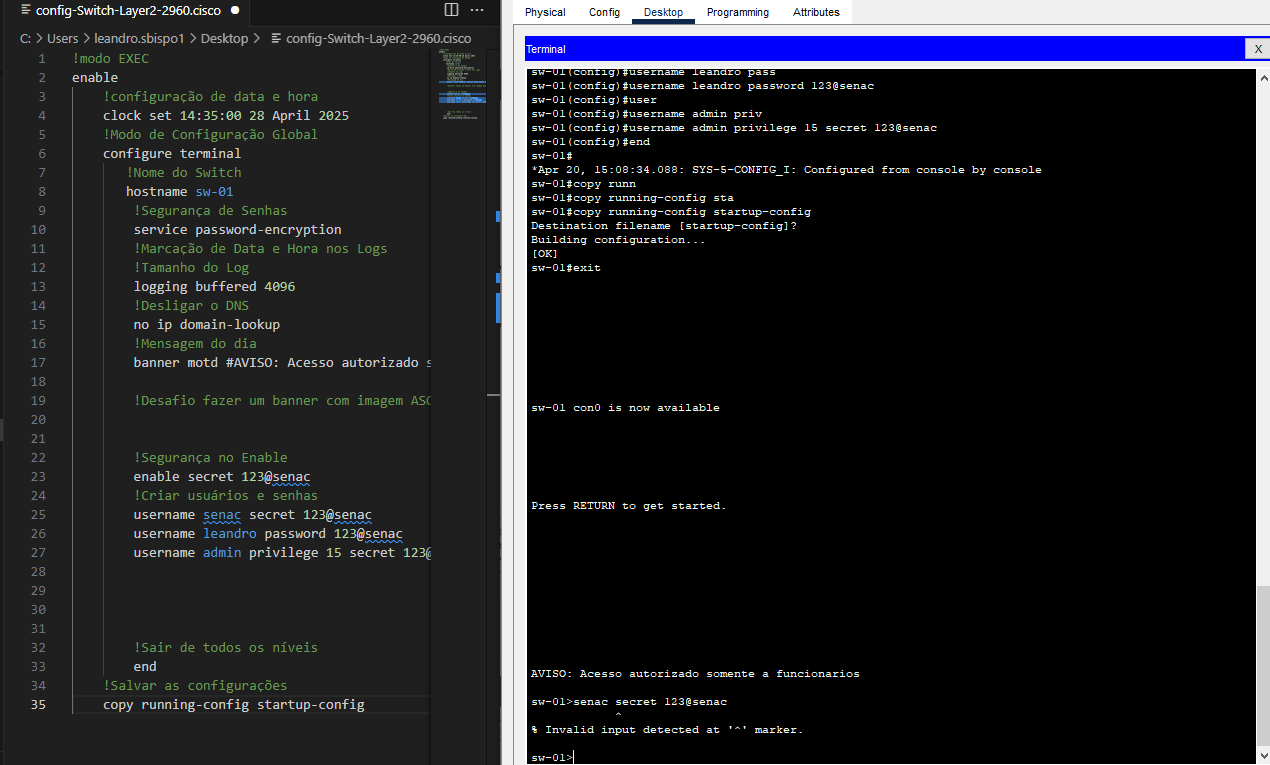 config-Switch-Layer2-2960.cisco
C: > Users > leandro.sbispo1 > Desktop > config-Switch-Layer2-2960.cisco
1 !modo EXEC
2 enable
3 !configuração de data e hora
4 clock set 14:35:00 28 April 2025
5 !Modo de Configuração Global
6 configure terminal
7 !Nome do Switch
8 hostname sw-01
9 !Segurança de Senhas
10 service password-encryption
11 !Marcação de Data e Hora nos Logs
12 !Tamanho do Log
13 logging buffered 4096
14 !Desligar o DNS
15 no ip domain-lookup
16 !Mensagem do dia
17 banner motd #AVISO: Acesso autorizado s
18
19 !Desafio fazer um banner com imagem ASC
20
21
22 !Segurança no Enable
23 enable secret 123@senac
24 !Criar usuários e senhas
25 username senac secret 123@senac
26 username leandro password 123@senac
27 username admin privilege 15 secret 123@
28
29
30
31
32 !Sair de todos os níveis
33 end
34 !Salvar as configurações
35 copy running-config startup-config
Physical Config Desktop Programming Attributes
Terminal X
sw-01(config)#username leandro pass
sw-01(config)#username leandro password 123@senac
sw-01(config)#user
sw-01(config)#username admin priv
sw-01(config)#username admin privilege 15 secret 123@senac
sw-01(config)#end
sw-01#
*Apr 20, 15:08:34.088: SYS-5-CONFIG_I: Configured from console by console
sw-01#copy runn
sw-01#copy running-config sta
sw-01#copy running-config startup-config
Destination filename [startup-config]?
Building configuration...
[OK]
sw-01#exit
sw-01 con0 is now available
Press RETURN to get started.
AVISO: Acesso autorizado somente a funcionarios
sw-01>senac secret 123@senac
^
% Invalid input detected at '^' marker.
sw-01>